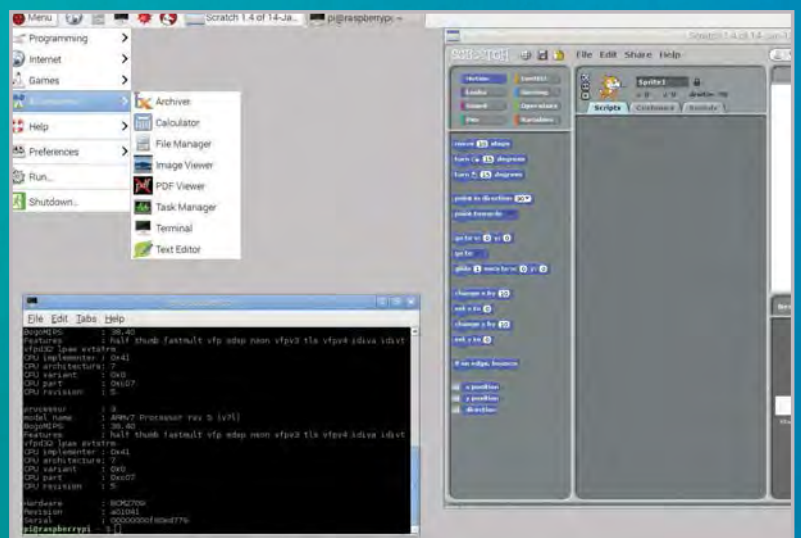 Menu
Scratch 1.4 of 14-Ja...
pi@raspberrypi: ~
Programming
Internet
Games
Accessories
Help
Preferences
Run...
Shutdown...
Archiver
Calculator
File Manager
Image Viewer
PDF Viewer
Task Manager
Terminal
Text Editor
Scratch 1.4 of 14-Jan-1
SCRATCH
File Edit Share Help
Motion
Control
Looks
Sensing
Sound
Operators
Pen
Variables
Sprite1
Scripts
Costumes
Sounds
move 10 steps
turn 15 degrees
turn 15 degrees
point in direction 90
point towards
go to x: 0 y: 0
go to
glide 1 secs to x: 0 y: 0
change x by 10
set x to 0
change y by 10
set y to 0
if on edge, bounce
x position
y position
direction
File Edit Tabs Help
BogoMIPS : 38.40
Features : half thumb fastmult vfp edsp neon vfpv3 tls vfpv4 idiva idivt
vfpd32 lpae evtstrm
CPU implementer : 0x41
CPU architecture: 7
CPU variant : 0x0
CPU part : 0xc07
CPU revision : 5
processor : 3
model name : ARMv7 Processor rev 5 (v7l)
BogoMIPS : 38.40
Features : half thumb fastmult vfp edsp neon vfpv3 tls vfpv4 idiva idivt
vfpd32 lpae evtstrm
CPU implementer : 0x41
CPU architecture: 7
CPU variant : 0x0
CPU part : 0xc07
CPU revision : 5
Hardware : BCM2709
Revision : a01041
Serial
pi@raspberrypi ~ $